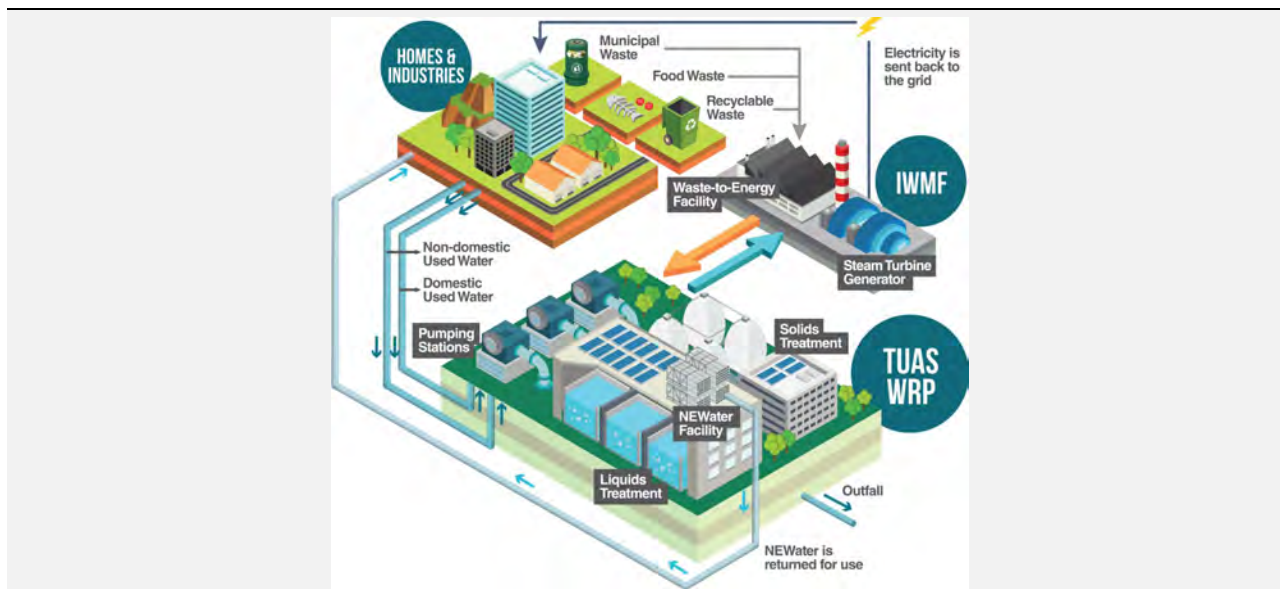 HOMES &
INDUSTRIES
Municipal
Waste
Food Waste
Recyclable
Waste
Electricity is
sent back to
the grid
Waste-to-Energy
Facility
IWMF
Steam Turbine
Generator
Non-domestic
Used Water
Domestic
Used Water
Pumping
Stations
Solids
Treatment
TUAS
WRP
NEWater
Facility
Liquids
Treatment
Outfall
NEWater is
returned for use